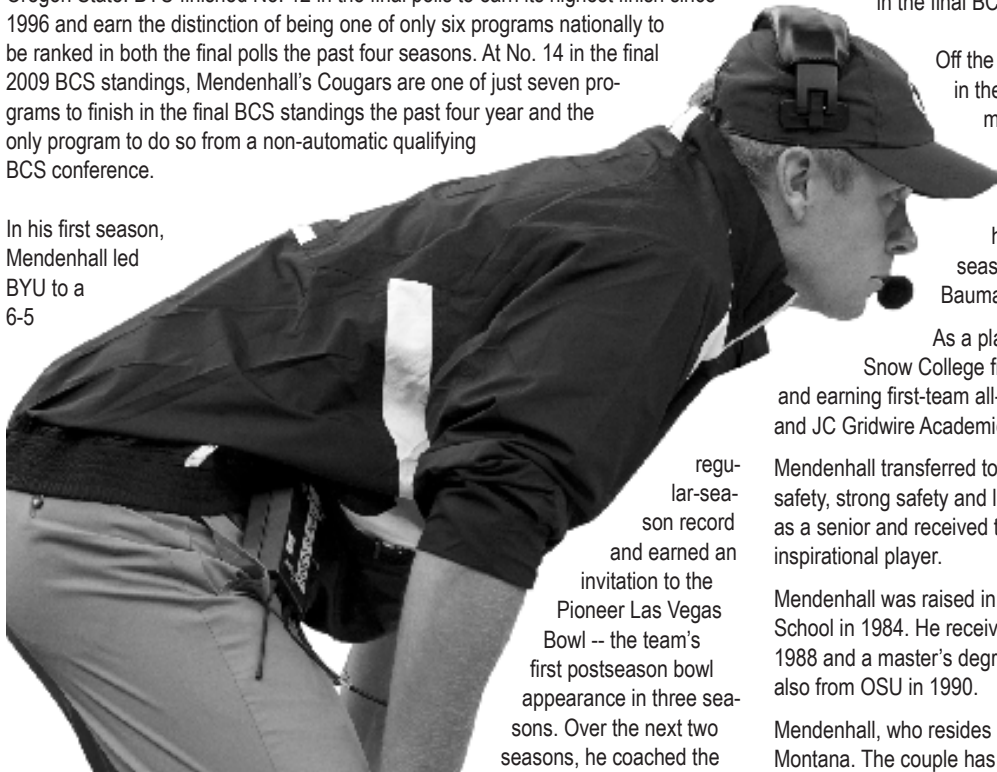 Oregon State. BYU finished No. 12 in the final polls to earn its highest finish since
1996 and earn the distinction of being one of only six programs nationally to
be ranked in both the final polls the past four seasons. At No. 14 in the final
2009 BCS standings, Mendenhall's Cougars are one of just seven pro-
grams to finish in the final BCS standings the past four year and the
only program to do so from a non-automatic qualifying
BCS conference.
In his first season,
Mendenhall led
BYU to a
6-5
regu-
lar-sea-
son record
and earned an
invitation to the
Pioneer Las Vegas
Bowl -- the team's
first postseason bowl
appearance in three sea-
sons. Over the next two
seasons, he coached the
in the final BC
Off the
in the
m
h
seas
Bauma
As a pla
Snow College f
and earning first-team all-
and JC Gridwire Academi
Mendenhall transferred to
safety, strong safety and l
as a senior and received t
inspirational player.
Mendenhall was raised in
School in 1984. He receiv
1988 and a master's degr
also from OSU in 1990.
Mendenhall, who resides
Montana. The couple has